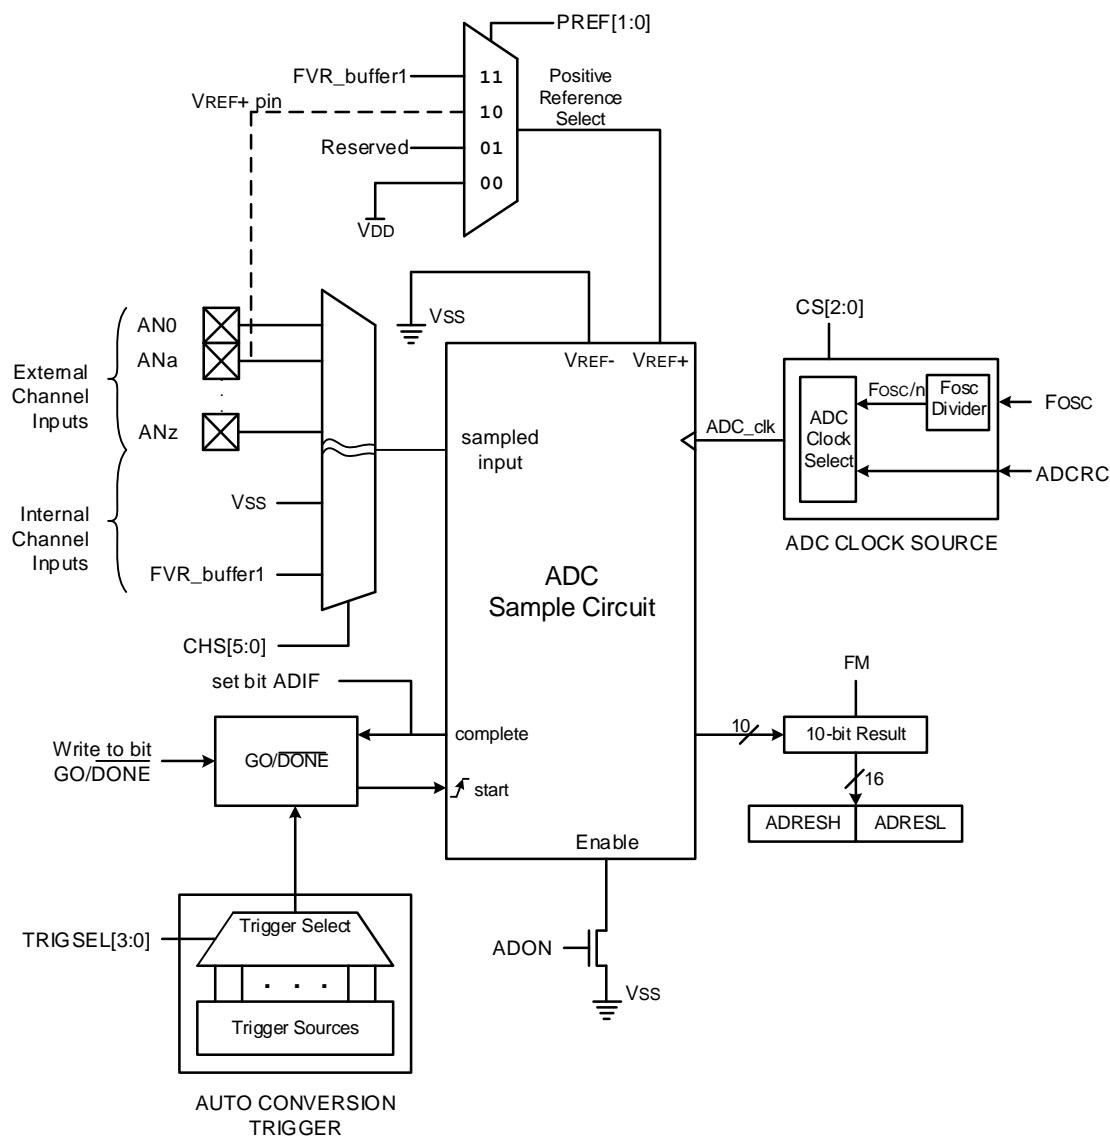 PREF[1:0]
FVR_buffer1
11
Positive
Reference
Select
VREF+ pin
10
Reserved
01
00
VDD
VSS
CS[2:0]
External
Channel
Inputs
AN0
ANa
ANz
VREF-
VREF+
sampled
input
ADC_clk
ADC
Clock
Select
FOSC/n
Fosc
Divider
FOSC
ADCRC
ADC CLOCK SOURCE
Internal
Channel
Inputs
VSS
FVR_buffer1
CHS[5:0]
ADC
Sample Circuit
set bit ADIF
Write to bit
GO/DONE
GO/DONE
complete
start
Enable
FM
10
10-bit Result
16
ADRESH
ADRESL
ADON
VSS
TRIGSEL[3:0]
Trigger Select
. . .
Trigger Sources
AUTO CONVERSION
TRIGGER